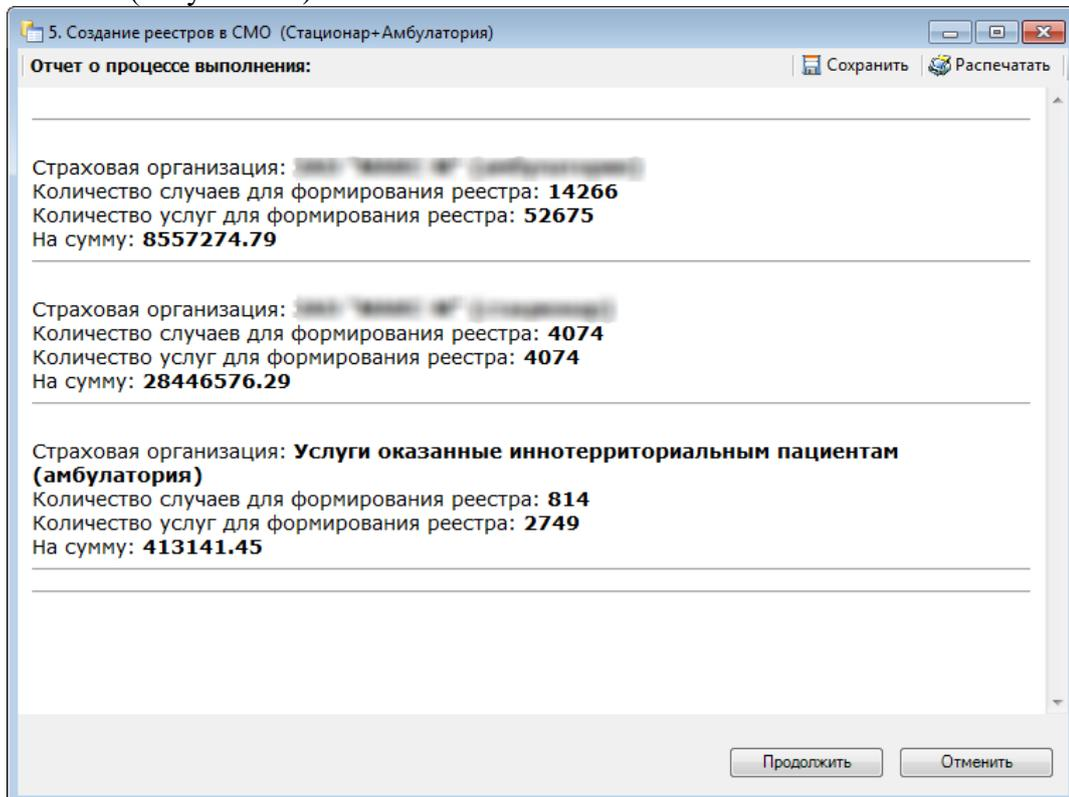 5. Создание реестров в СМО (Стационар+Амбулатория)
Отчет о процессе выполнения:
Сохранить
Распечатать
Страховая организация:
Количество случаев для формирования реестра: 14266
Количество услуг для формирования реестра: 52675
На сумму: 8557274.79
Страховая организация:
Количество случаев для формирования реестра: 4074
Количество услуг для формирования реестра: 4074
На сумму: 28446576.29
Страховая организация: Услуги оказанные иннотерриториальным пациентам
(амбулатория)
Количество случаев для формирования реестра: 814
Количество услуг для формирования реестра: 2749
На сумму: 413141.45
Продолжить
Отменить